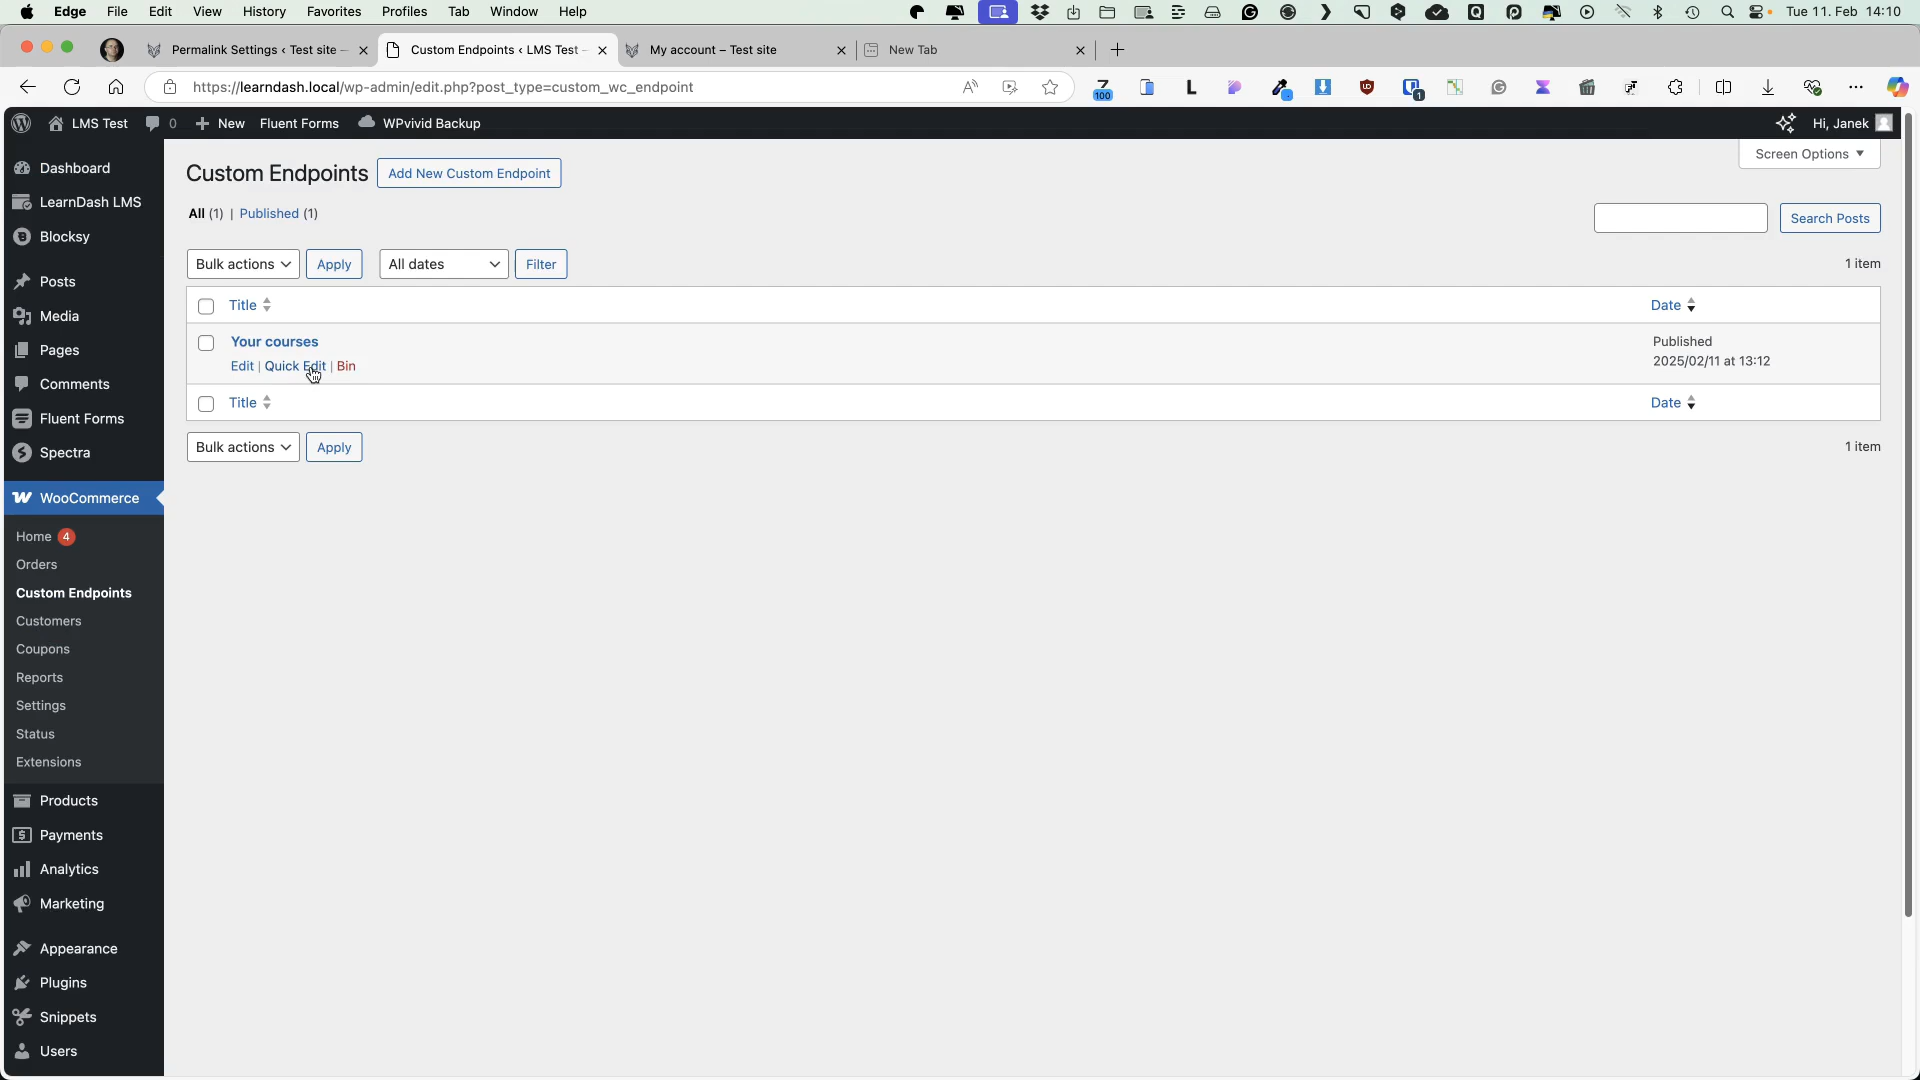 Edge File Edit View History Favorites Profiles Tab Window Help Tue 11. Feb 14:10
Permalink Settings ‹ Test site –
Custom Endpoints ‹ LMS Test –
My account – Test site
New Tab
https://learndash.local/wp-admin/edit.php?post_type=custom_wc_endpoint
100
1
LMS Test 0 New Fluent Forms WPvivid Backup Hi, Janek
Screen Options
Dashboard
LearnDash LMS
Blocksy
Posts
Media
Pages
Comments
Fluent Forms
Spectra
WooCommerce
Home 4
Orders
Custom Endpoints
Customers
Coupons
Reports
Settings
Status
Extensions
Products
Payments
Analytics
Marketing
Appearance
Plugins
Snippets
Users
Custom Endpoints Add New Custom Endpoint
All (1) | Published (1)
Search Posts
Bulk actions Apply All dates Filter 1 item
Title Date
Your courses Published
Edit | Quick Edit | Bin 2025/02/11 at 13:12
Title Date
Bulk actions Apply 1 item